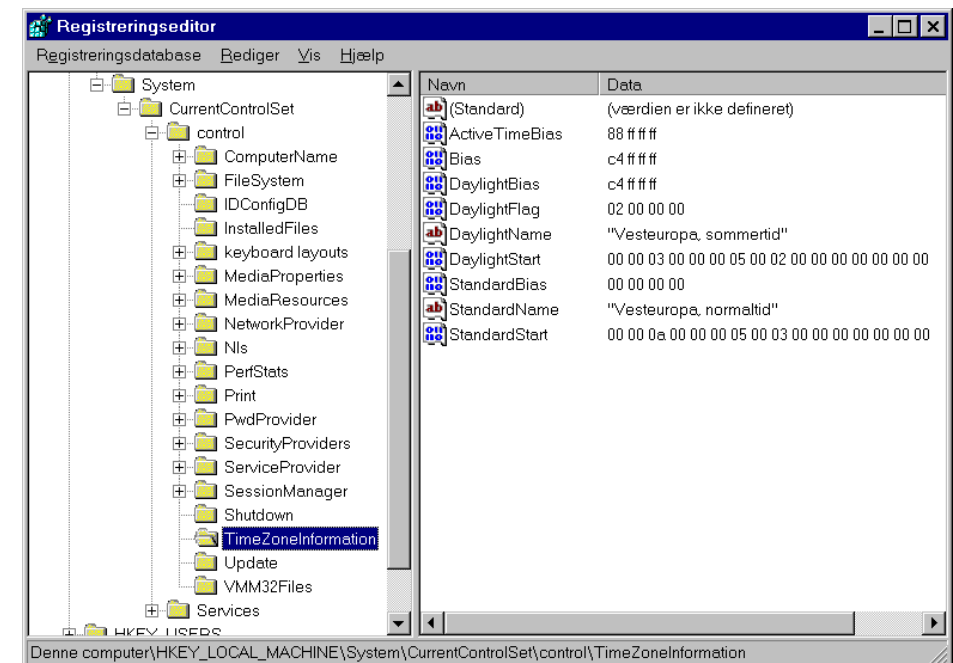 Registreringseditor
Registreringsdatabase Rediger Vis Hjælp
System
CurrentControlSet
control
ComputerName
FileSystem
IDConfigDB
InstalledFiles
keyboard layouts
MediaProperties
MediaResources
NetworkProvider
Nls
PerfStats
Print
PwdProvider
SecurityProviders
ServiceProvider
SessionManager
Shutdown
TimeZoneInformation
Update
VMM32Files
Services
HKEY_USERS
Navn Data
(Standard) (værdien er ikke defineret)
ActiveTimeBias 88 ff ff ff
Bias c4 ff ff ff
DaylightBias c4 ff ff ff
DaylightFlag 02 00 00 00
DaylightName "Vesteuropa, sommertid"
DaylightStart 00 00 03 00 00 00 05 00 02 00 00 00 00 00 00 00
StandardBias 00 00 00 00
StandardName "Vesteuropa, normaltid"
StandardStart 00 00 0a 00 00 00 05 00 03 00 00 00 00 00 00 00
Denne computer\HKEY_LOCAL_MACHINE\System\CurrentControlSet\control\TimeZoneInformation